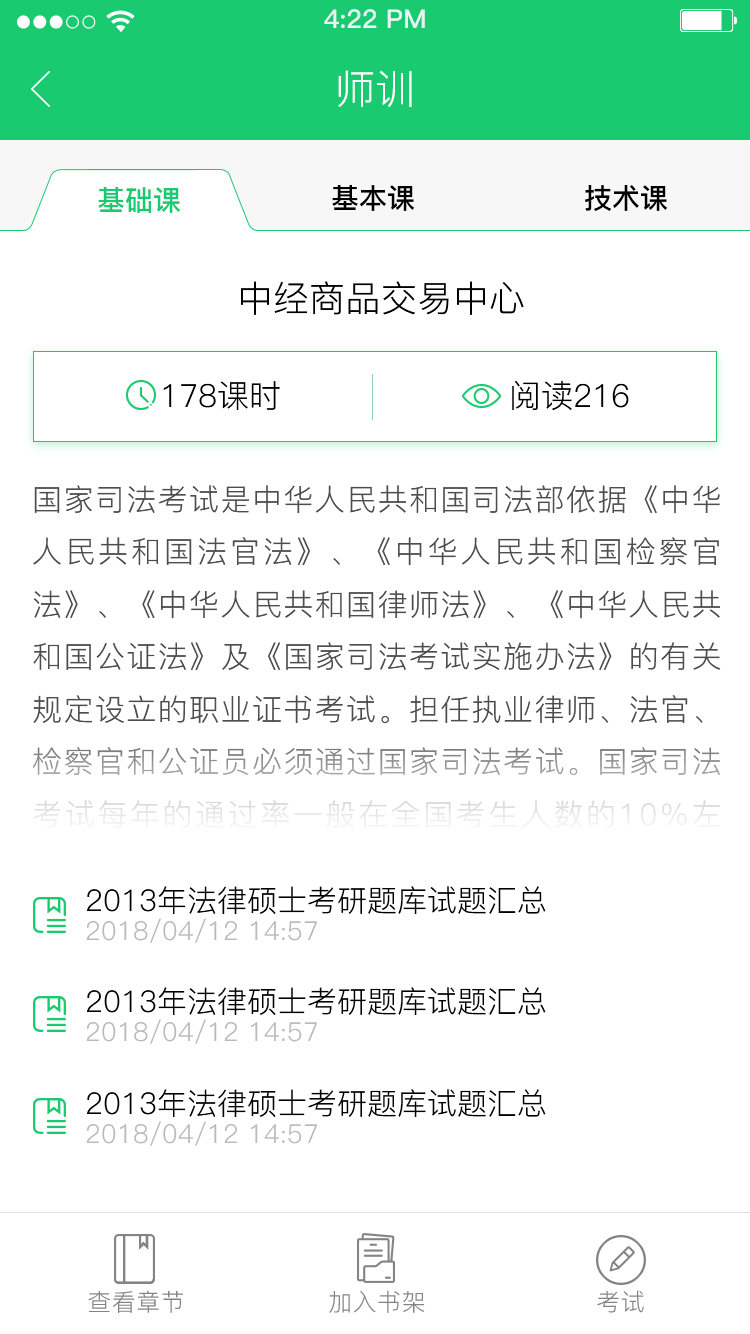 4:22 PM
师训
基础课 基本课 技术课
中经商品交易中心
178课时 阅读216
国家司法考试是中华人民共和国司法部依据《中华
人民共和国法官法》、《中华人民共和国检察官
法》、《中华人民共和国律师法》、《中华人民共
和国公证法》及《国家司法考试实施办法》的有关
规定设立的职业证书考试。担任执业律师、法官、
检察官和公证员必须通过国家司法考试。国家司法
考试每年的通过率一般在全国考生人数的10%左
2013年法律硕士考研题库试题汇总
2018/04/12 14:57
2013年法律硕士考研题库试题汇总
2018/04/12 14:57
2013年法律硕士考研题库试题汇总
2018/04/12 14:57
查看章节 加入书架 考试